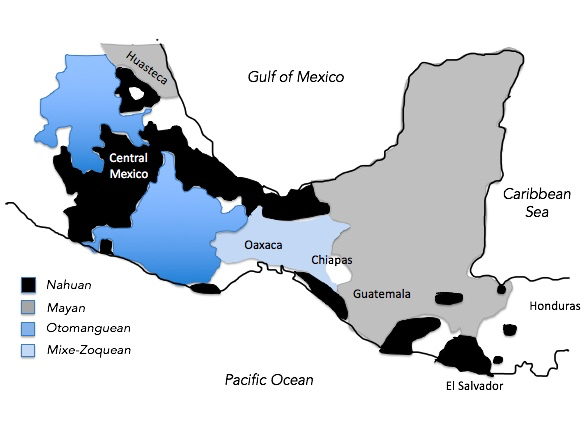 Huasteca
Gulf of Mexico
Central
Mexico
Caribbean
Sea
Oaxaca
Chiapas
Guatemala
Honduras
Nahuan
Mayan
Otomanguean
Mixe-Zoquean
Pacific Ocean
El Salvador